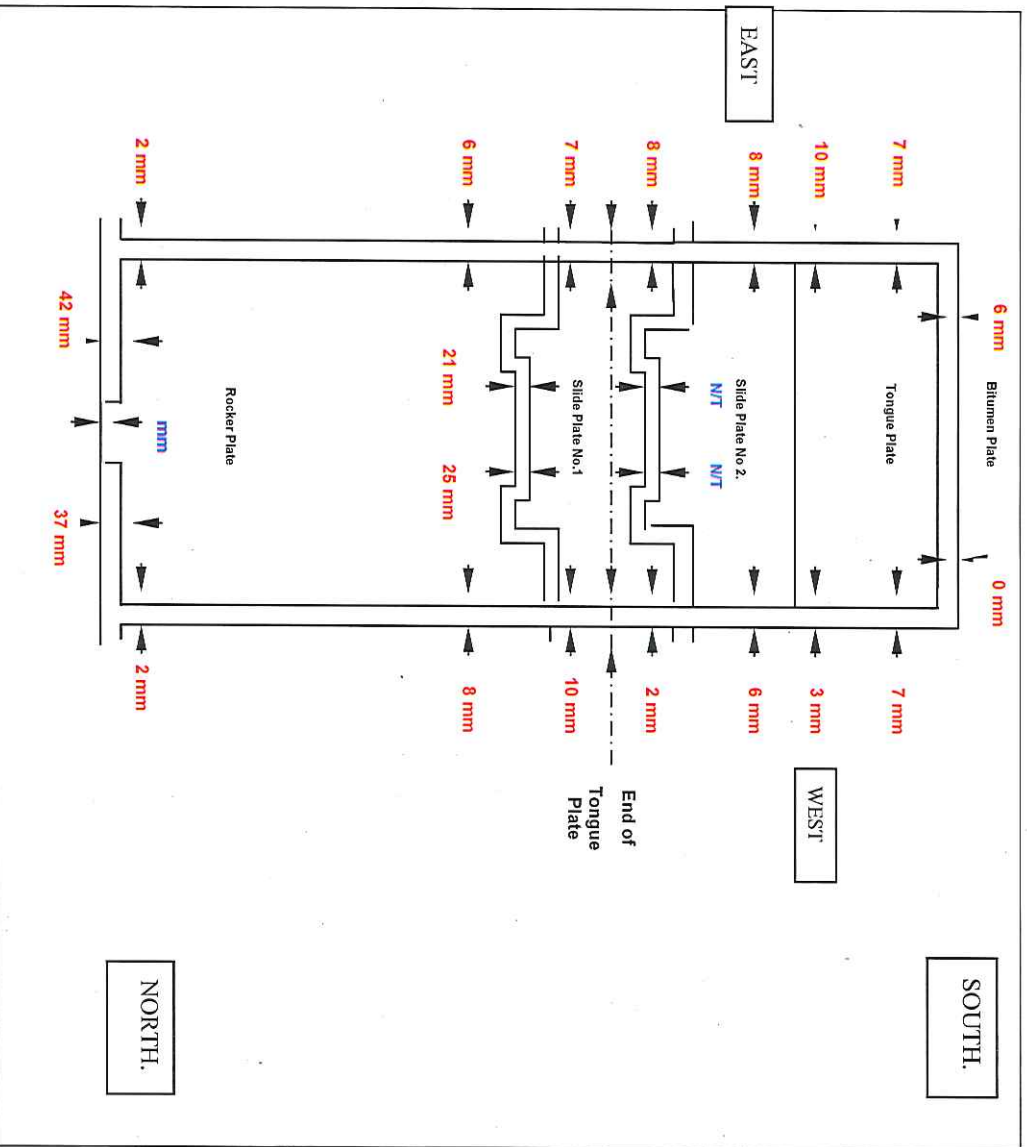 EAST
2 mm
6 mm
7 mm
8 mm
8 mm
10 mm
7 mm
42 mm
mm
37 mm
Rocker Plate
21 mm
25 mm
Slide Plate No.1
N/T
N/T
Slide Plate No 2.
Tongue Plate
6 mm
Bitumen Plate
0 mm
2 mm
8 mm
10 mm
2 mm
6 mm
3 mm
7 mm
End of
Tongue
Plate
WEST
NORTH.
SOUTH.